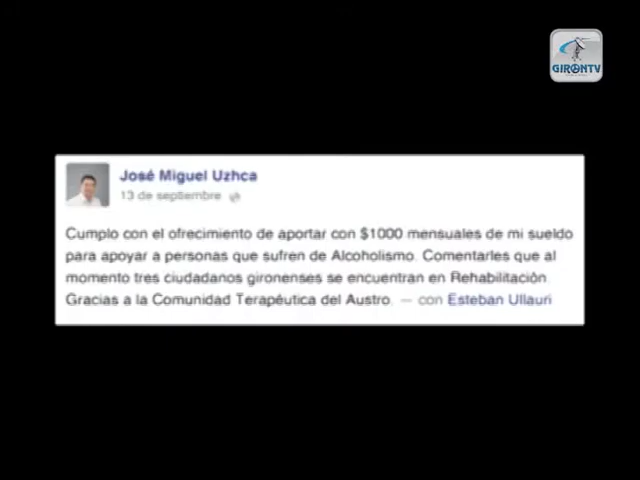 GIRONTV
José Miguel Uzhca
13 de septiembre
Cumplo con el ofrecimiento de aportar con $1000 mensuales de mi sueldo
para apoyar a personas que sufren de Alcoholismo. Comentarles que al
momento tres ciudadanos gironenses se encuentran en Rehabilitación.
Gracias a la Comunidad Terapéutica del Austro. — con Esteban Ullauri